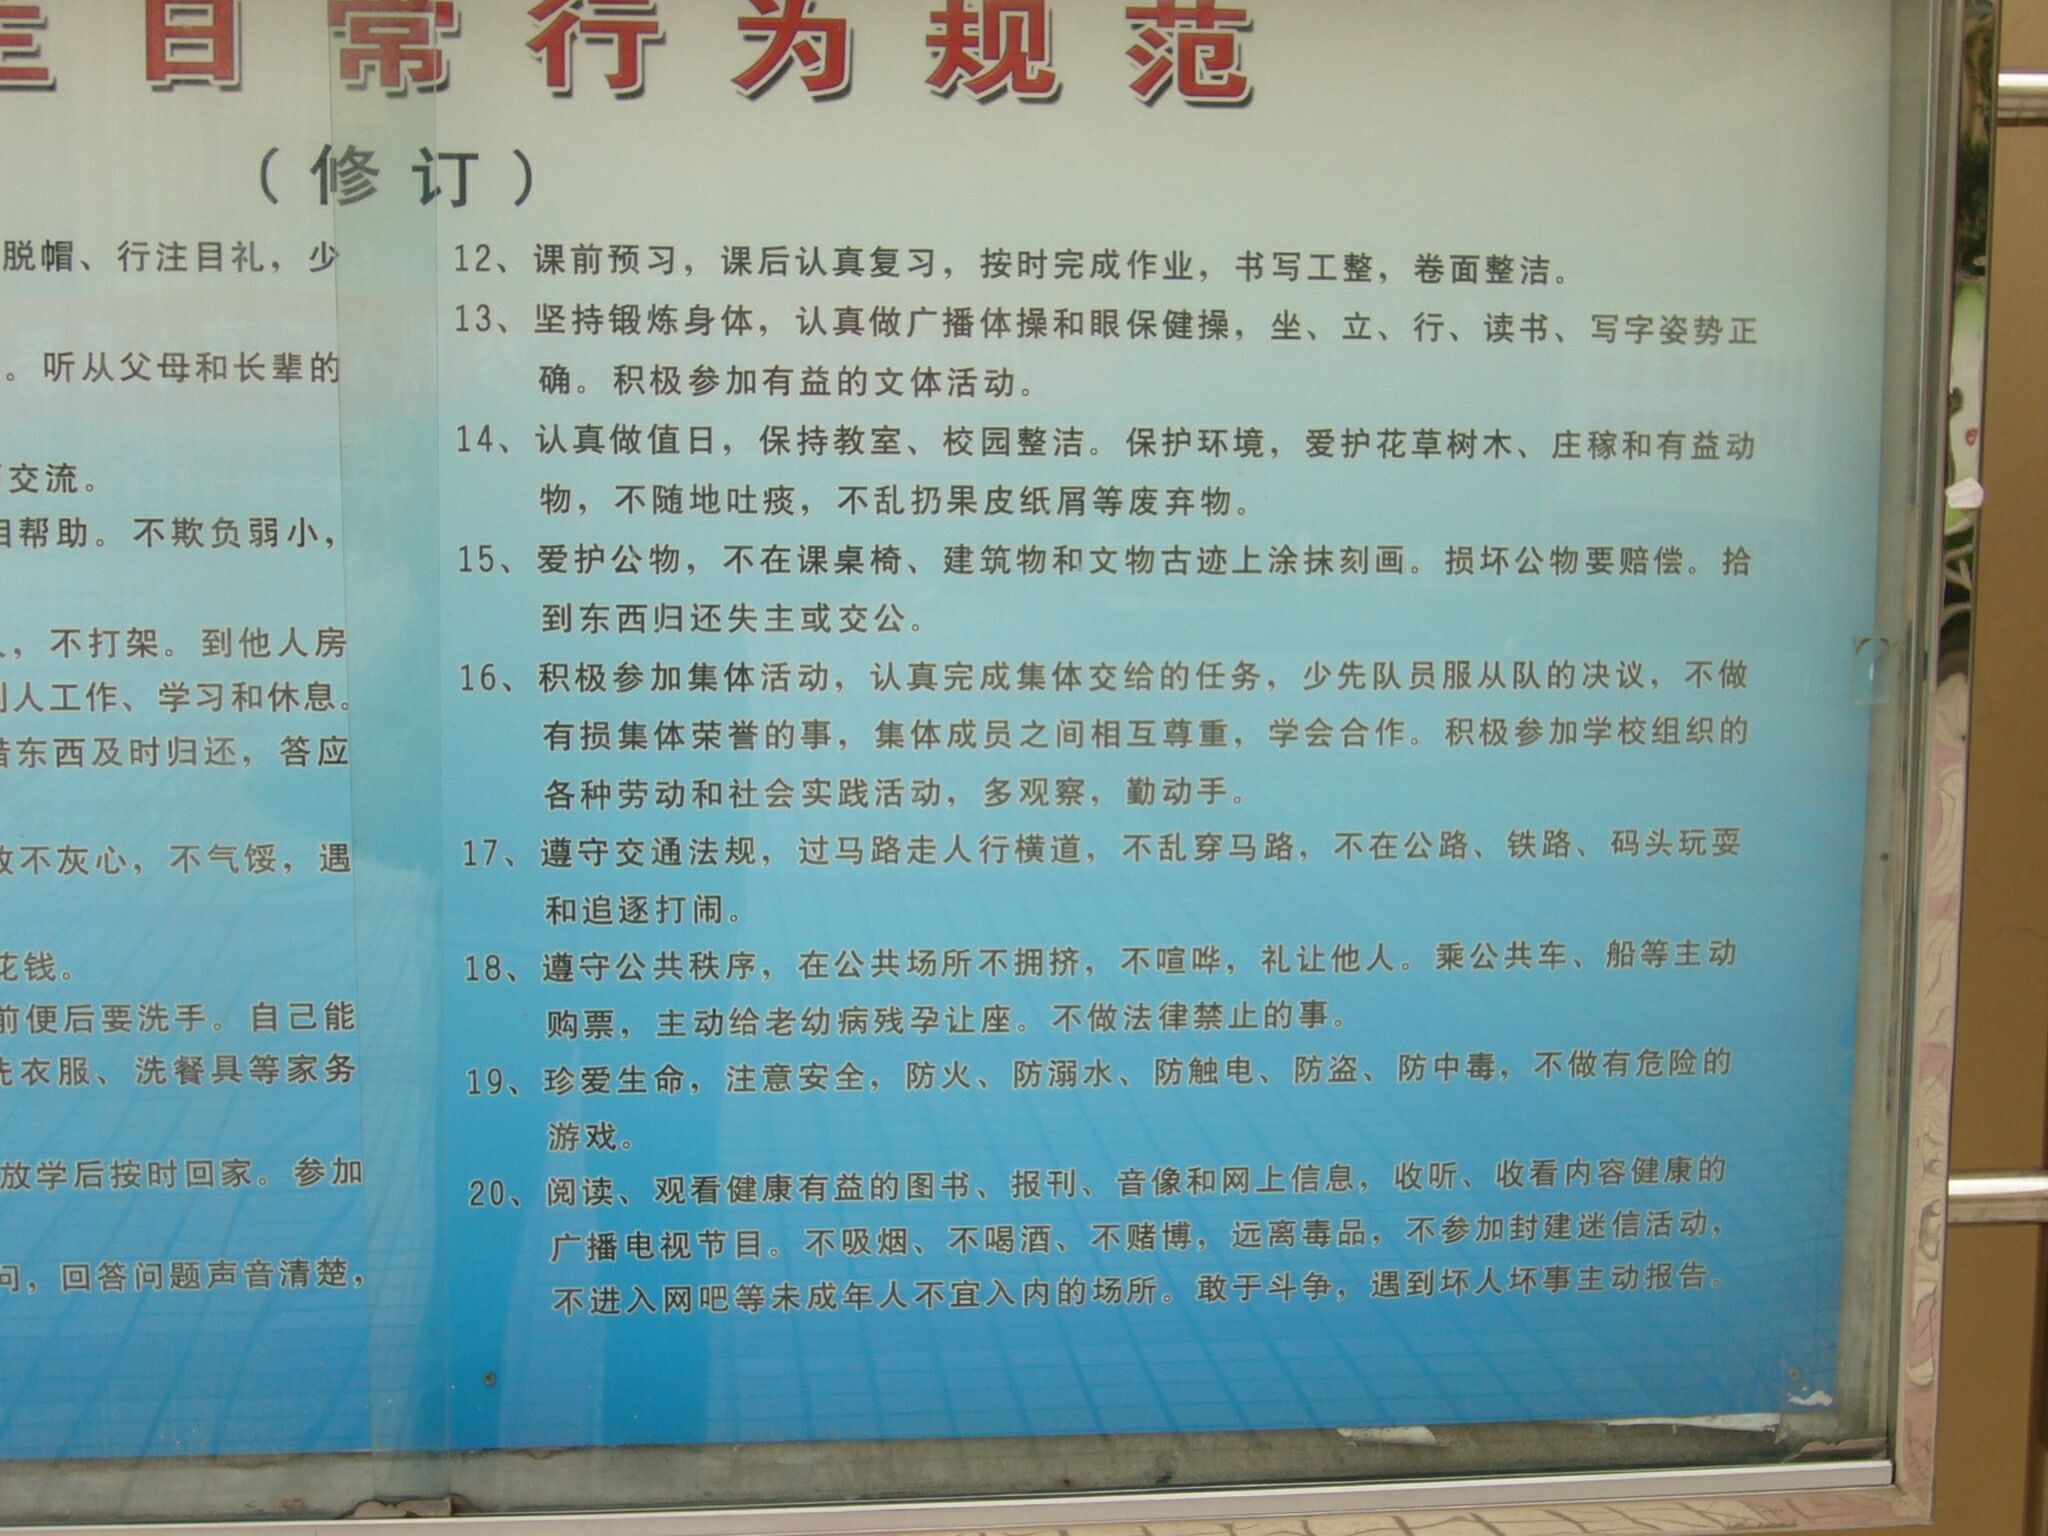 日常行为规范
（修订）
脱帽、行注目礼，少
。听从父母和长辈的
交流。
帮助。不欺负弱小，
，不打架。到他人房
人工作、学习和休息。
东西及时归还，答应
不灰心，不气馁，遇
花钱。
前便后要洗手。自己能
洗衣服、洗餐具等家务
放学后按时回家。参加
问，回答问题声音清楚，
12、课前预习，课后认真复习，按时完成作业，书写工整，卷面整洁。
13、坚持锻炼身体，认真做广播体操和眼保健操，坐、立、行、读书、写字姿势正
确。积极参加有益的文体活动。
14、认真做值日，保持教室、校园整洁。保护环境，爱护花草树木、庄稼和有益动
物，不随地吐痰，不乱扔果皮纸屑等废弃物。
15、爱护公物，不在课桌椅、建筑物和文物古迹上涂抹刻画。损坏公物要赔偿。拾
到东西归还失主或交公。
16、积极参加集体活动，认真完成集体交给的任务，少先队员服从队的决议，不做
有损集体荣誉的事，集体成员之间相互尊重，学会合作。积极参加学校组织的
各种劳动和社会实践活动，多观察，勤动手。
17、遵守交通法规，过马路走人行横道，不乱穿马路，不在公路、铁路、码头玩耍
和追逐打闹。
18、遵守公共秩序，在公共场所不拥挤，不喧哗，礼让他人。乘公共车、船等主动
购票，主动给老幼病残孕让座。不做法律禁止的事。
19、珍爱生命，注意安全，防火、防溺水、防触电、防盗、防中毒，不做有危险的
游戏。
20、阅读、观看健康有益的图书、报刊、音像和网上信息，收听、收看内容健康的
广播电视节目。不吸烟、不喝酒、不赌博，远离毒品，不参加封建迷信活动，
不进入网吧等未成年人不宜入内的场所。敢于斗争，遇到坏人坏事主动报告。